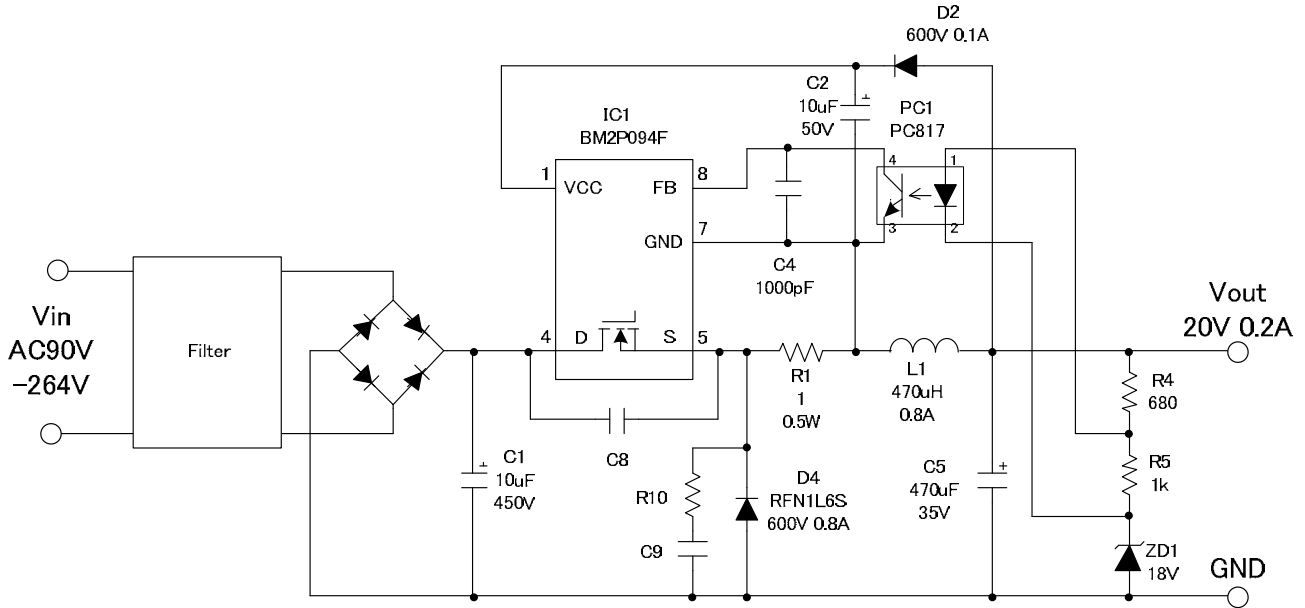 D2
600V 0.1A
C2
10uF
50V
PC1
PC817
IC1
BM2P094F
1
VCC
FB
8
4
1
3
2
GND
7
C4
1000pF
Vin
AC90V
-264V
Filter
4
D
S
5
R1
1
0.5W
L1
470uH
0.8A
Vout
20V 0.2A
R4
680
C8
C1
10uF
450V
R10
C9
D4
RFN1L6S
600V 0.8A
C5
470uF
35V
R5
1k
ZD1
18V
GND